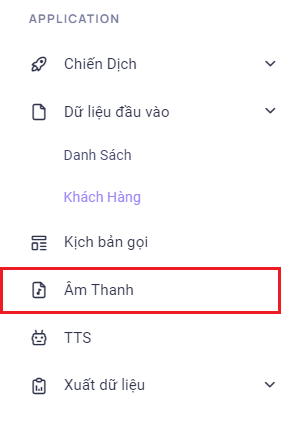 APPLICATION
Chiến Dịch
Dữ liệu đầu vào
Danh Sách
Khách Hàng
Kịch bản gọi
Âm Thanh
TTS
Xuất dữ liệu